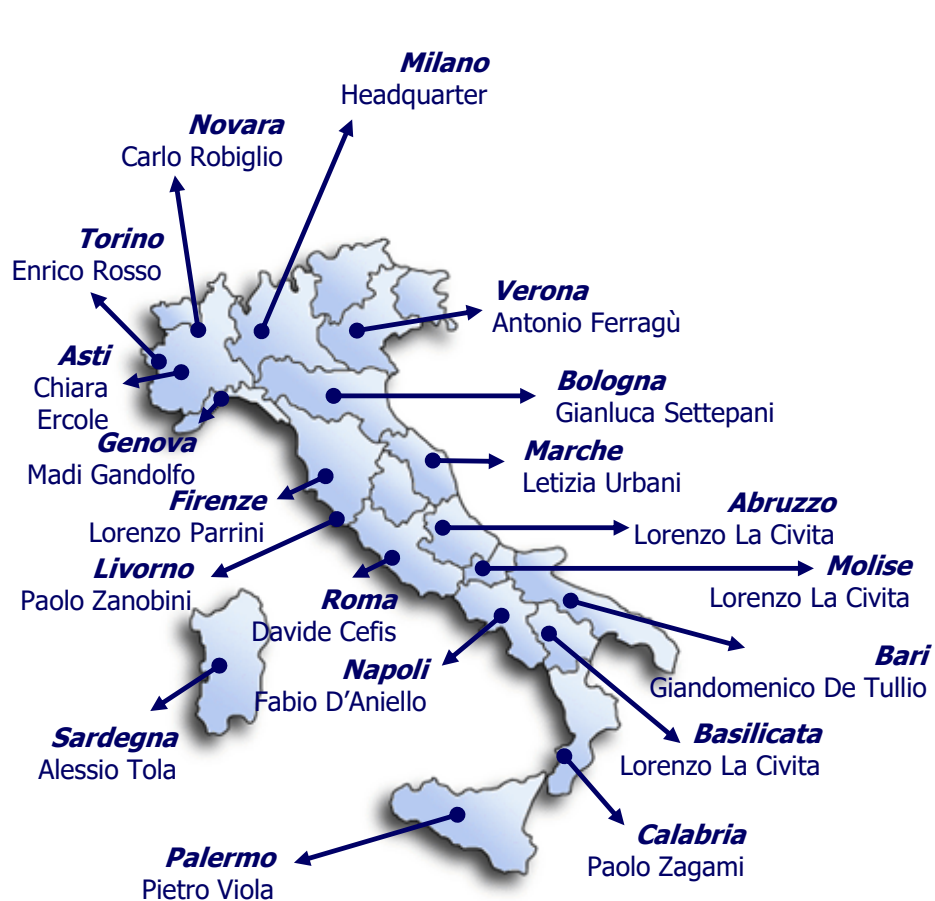 Milano
Headquarter
Novara
Carlo Robiglio
Torino
Enrico Rosso
Verona
Antonio Ferragù
Asti
Chiara
Ercole
Bologna
Gianluca Settepani
Genova
Madi Gandolfo
Marche
Letizia Urbani
Firenze
Lorenzo Parrini
Abruzzo
Lorenzo La Civita
Livorno
Paolo Zanobini
Molise
Lorenzo La Civita
Roma
Davide Cefis
Bari
Giandomenico De Tullio
Napoli
Fabio D’Aniello
Sardegna
Alessio Tola
Basilicata
Lorenzo La Civita
Calabria
Paolo Zagami
Palermo
Pietro Viola